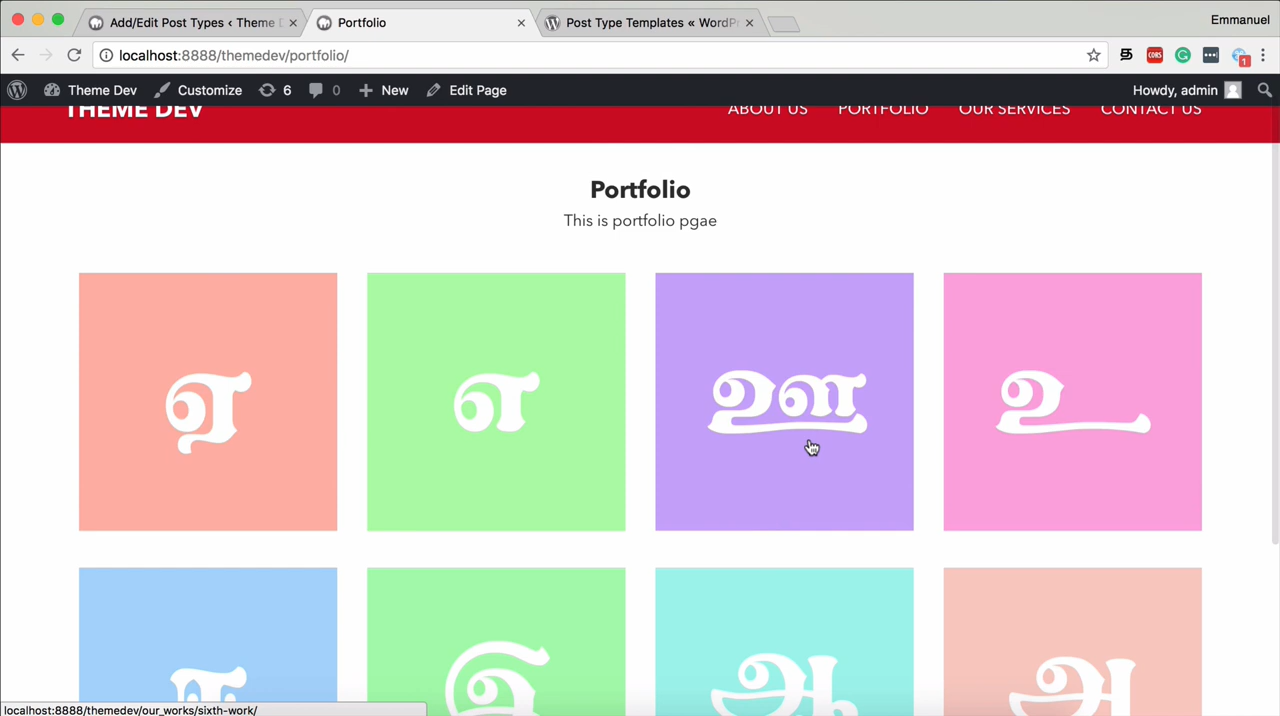 Add/Edit Post Types ‹ Theme D
Portfolio
Post Type Templates « WordPr
Emmanuel
localhost:8888/themedev/portfolio/
CORS
1
Theme Dev
Customize
6
0
New
Edit Page
Howdy, admin
THEME DEV
ABOUT US
PORTFOLIO
OUR SERVICES
CONTACT US
Portfolio
This is portfolio pgae
ஏ
எ
ஊ
உ
ஈ
இ
ஆ
அ
localhost:8888/themedev/our_works/sixth-work/